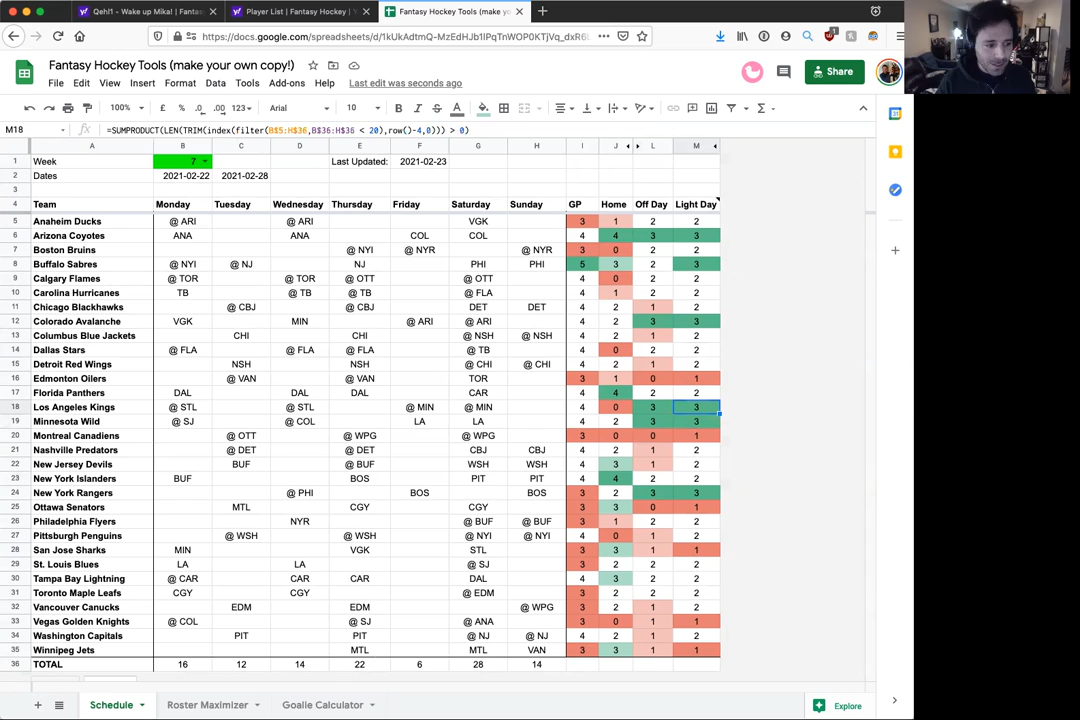 Qehl1 - Wake up Mika! | Fantas
Player List | Fantasy Hockey | Y
Fantasy Hockey Tools (make you
https://docs.google.com/spreadsheets/d/1kUkAdtmQ-MzEdHJb1IPqTnWOP0KTjVq_dxR6
Fantasy Hockey Tools (make your own copy!)
File Edit View Insert Format Data Tools Add-ons Help Last edit was seconds ago
Share
100% £ % .0 .00 123 Arial 10 B I S A
M18 fx =SUMPRODUCT(LEN(TRIM(index(filter(B$5:H$36,B$36:H$36 < 20),row()-4,0))) > 0)
A B C D E F G H I J L M
1 Week 7 Last Updated: 2021-02-23
2 Dates 2021-02-22 2021-02-28
3
4 Team Monday Tuesday Wednesday Thursday Friday Saturday Sunday GP Home Off Day Light Day
5 Anaheim Ducks @ ARI @ ARI VGK 3 1 2 2
6 Arizona Coyotes ANA ANA COL COL 4 4 3 3
7 Boston Bruins @ NYI @ NYR @ NYR 3 0 2 2
8 Buffalo Sabres @ NYI @ NJ NJ PHI PHI 5 3 2 3
9 Calgary Flames @ TOR @ TOR @ OTT @ OTT 4 0 2 2
10 Carolina Hurricanes TB @ TB @ TB @ FLA 4 1 2 2
11 Chicago Blackhawks @ CBJ @ CBJ DET DET 4 2 1 2
12 Colorado Avalanche VGK MIN @ ARI @ ARI 4 2 3 3
13 Columbus Blue Jackets CHI CHI @ NSH @ NSH 4 2 1 2
14 Dallas Stars @ FLA @ FLA @ FLA @ TB 4 0 2 2
15 Detroit Red Wings NSH NSH @ CHI @ CHI 4 2 1 2
16 Edmonton Oilers @ VAN @ VAN TOR 3 1 0 1
17 Florida Panthers DAL DAL DAL CAR 4 4 2 2
18 Los Angeles Kings @ STL @ STL @ MIN @ MIN 4 0 3 3
19 Minnesota Wild @ SJ @ COL LA LA 4 2 3 3
20 Montreal Canadiens @ OTT @ WPG @ WPG 3 0 0 1
21 Nashville Predators @ DET @ DET CBJ CBJ 4 2 1 2
22 New Jersey Devils BUF @ BUF WSH WSH 4 3 1 2
23 New York Islanders BUF BOS PIT PIT 4 4 2 2
24 New York Rangers @ PHI BOS BOS 3 2 3 3
25 Ottawa Senators MTL CGY CGY 3 3 0 1
26 Philadelphia Flyers NYR @ BUF @ BUF 3 1 2 2
27 Pittsburgh Penguins @ WSH @ WSH @ NYI @ NYI 4 0 1 2
28 San Jose Sharks MIN VGK STL 3 3 1 1
29 St. Louis Blues LA LA @ SJ 3 2 2 2
30 Tampa Bay Lightning @ CAR CAR CAR DAL 4 3 2 2
31 Toronto Maple Leafs CGY CGY @ EDM 3 2 2 2
32 Vancouver Canucks EDM EDM @ WPG 3 2 1 2
33 Vegas Golden Knights @ COL @ SJ @ ANA 3 0 1 1
34 Washington Capitals PIT PIT @ NJ @ NJ 4 2 1 2
35 Winnipeg Jets MTL MTL VAN 3 3 1 1
36 TOTAL 16 12 14 22 6 28 14
Schedule Roster Maximizer Goalie Calculator Explore